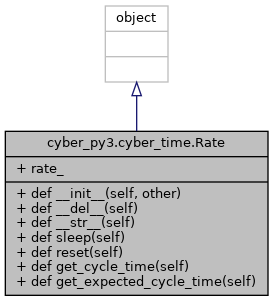 object
cyber_py3.cyber_time.Rate
+ rate_
+ def __init__(self, other)
+ def __del__(self)
+ def __str__(self)
+ def sleep(self)
+ def reset(self)
+ def get_cycle_time(self)
+ def get_expected_cycle_time(self)